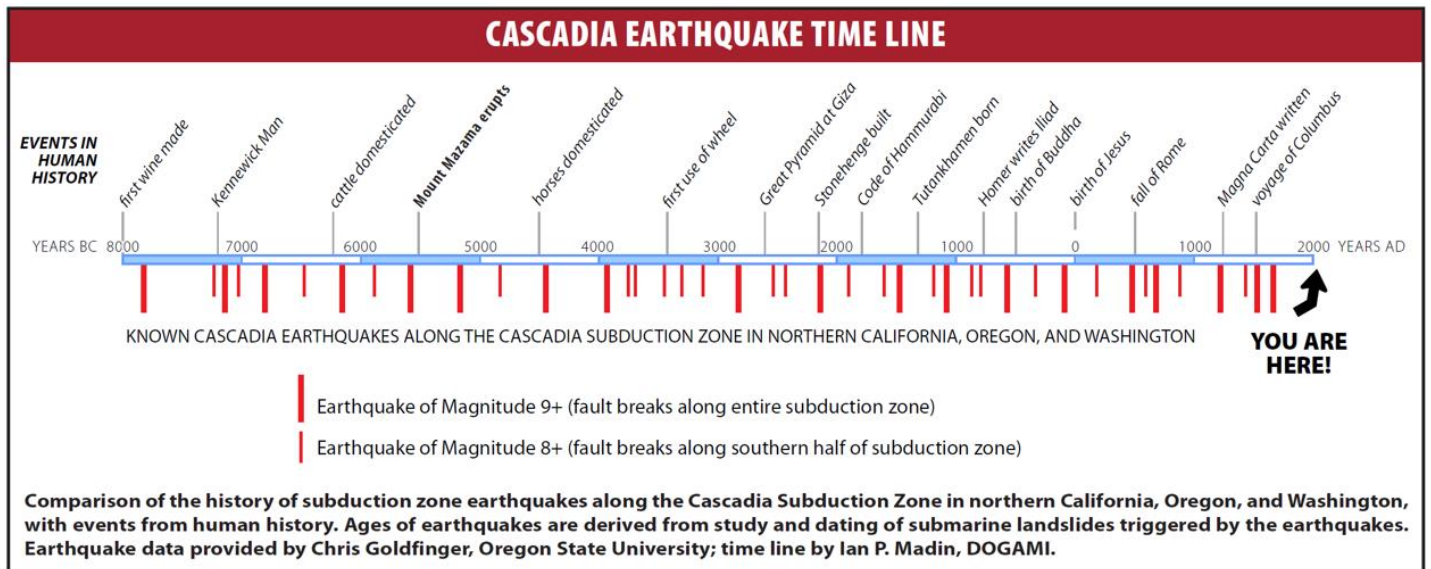 CASCADIA EARTHQUAKE TIME LINE
EVENTS IN
HUMAN
HISTORY
first wine made
Kennewick Man
cattle domesticated
Mount Mazama erupts
horses domesticated
first use of wheel
Great Pyramid at Giza
Stonehenge built
Code of Hammurabi
Tutankhamen born
Homer writes Iliad
birth of Buddha
birth of Jesus
fall of Rome
Magna Carta written
voyage of Columbus
YEARS BC 8000 7000 6000 5000 4000 3000 2000 1000 0 1000 2000 YEARS AD
KNOWN CASCADIA EARTHQUAKES ALONG THE CASCADIA SUBDUCTION ZONE IN NORTHERN CALIFORNIA, OREGON, AND WASHINGTON
YOU ARE
HERE!
Earthquake of Magnitude 9+ (fault breaks along entire subduction zone)
Earthquake of Magnitude 8+ (fault breaks along southern half of subduction zone)
Comparison of the history of subduction zone earthquakes along the Cascadia Subduction Zone in northern California, Oregon, and Washington,
with events from human history. Ages of earthquakes are derived from study and dating of submarine landslides triggered by the earthquakes.
Earthquake data provided by Chris Goldfinger, Oregon State University; time line by Ian P. Madin, DOGAMI.